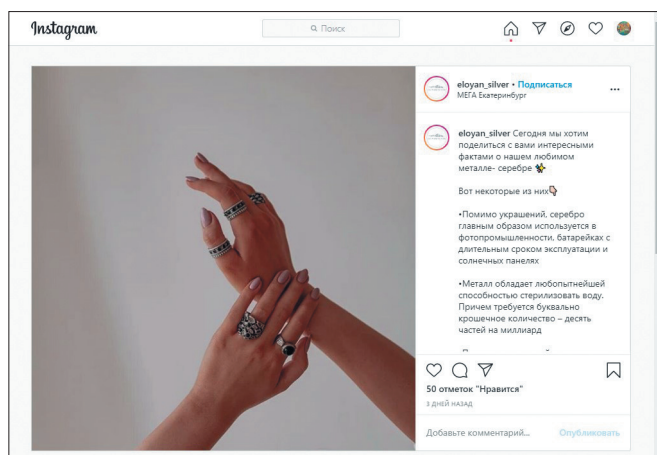 Instagram
Поиск
eloyan_silver • Подписаться
МЕГА Екатеринбург
eloyan_silver Сегодня мы хотим
поделиться с вами интересными
фактами о нашем любимом
металле- серебре ✨
Вот некоторые из них👇🏻
•Помимо украшений, серебро
главным образом используется в
фотопромышленности, батарейках с
длительным сроком эксплуатации и
солнечных панелях
•Металл обладает любопытнейшей
способностью стерилизовать воду.
Причем требуется буквально
крошечное количество – десять
частей на миллиард
50 отметок "Нравится"
3 ДНЕЙ НАЗАД
Добавьте комментарий... Опубликовать